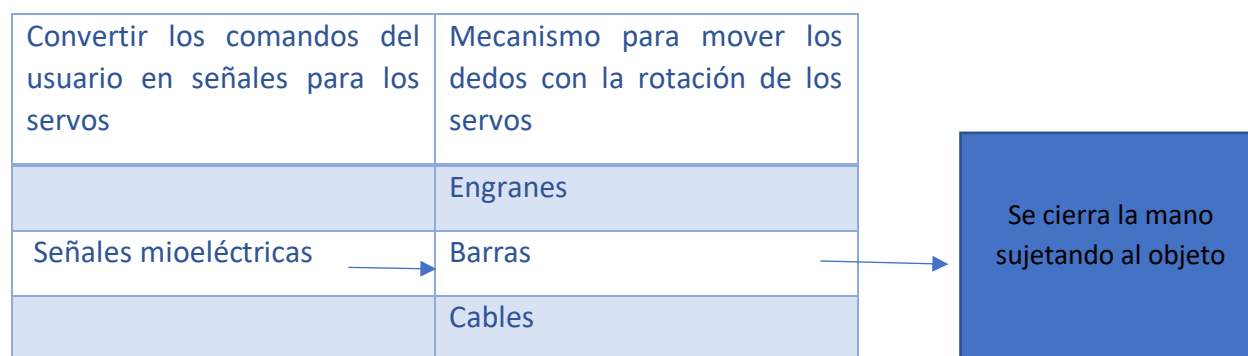 Convertir los comandos del
usuario en señales para los
servos
Mecanismo para mover los
dedos con la rotación de los
servos
Engranes
Señales mioeléctricas
Barras
Cables
Se cierra la mano
sujetando al objeto